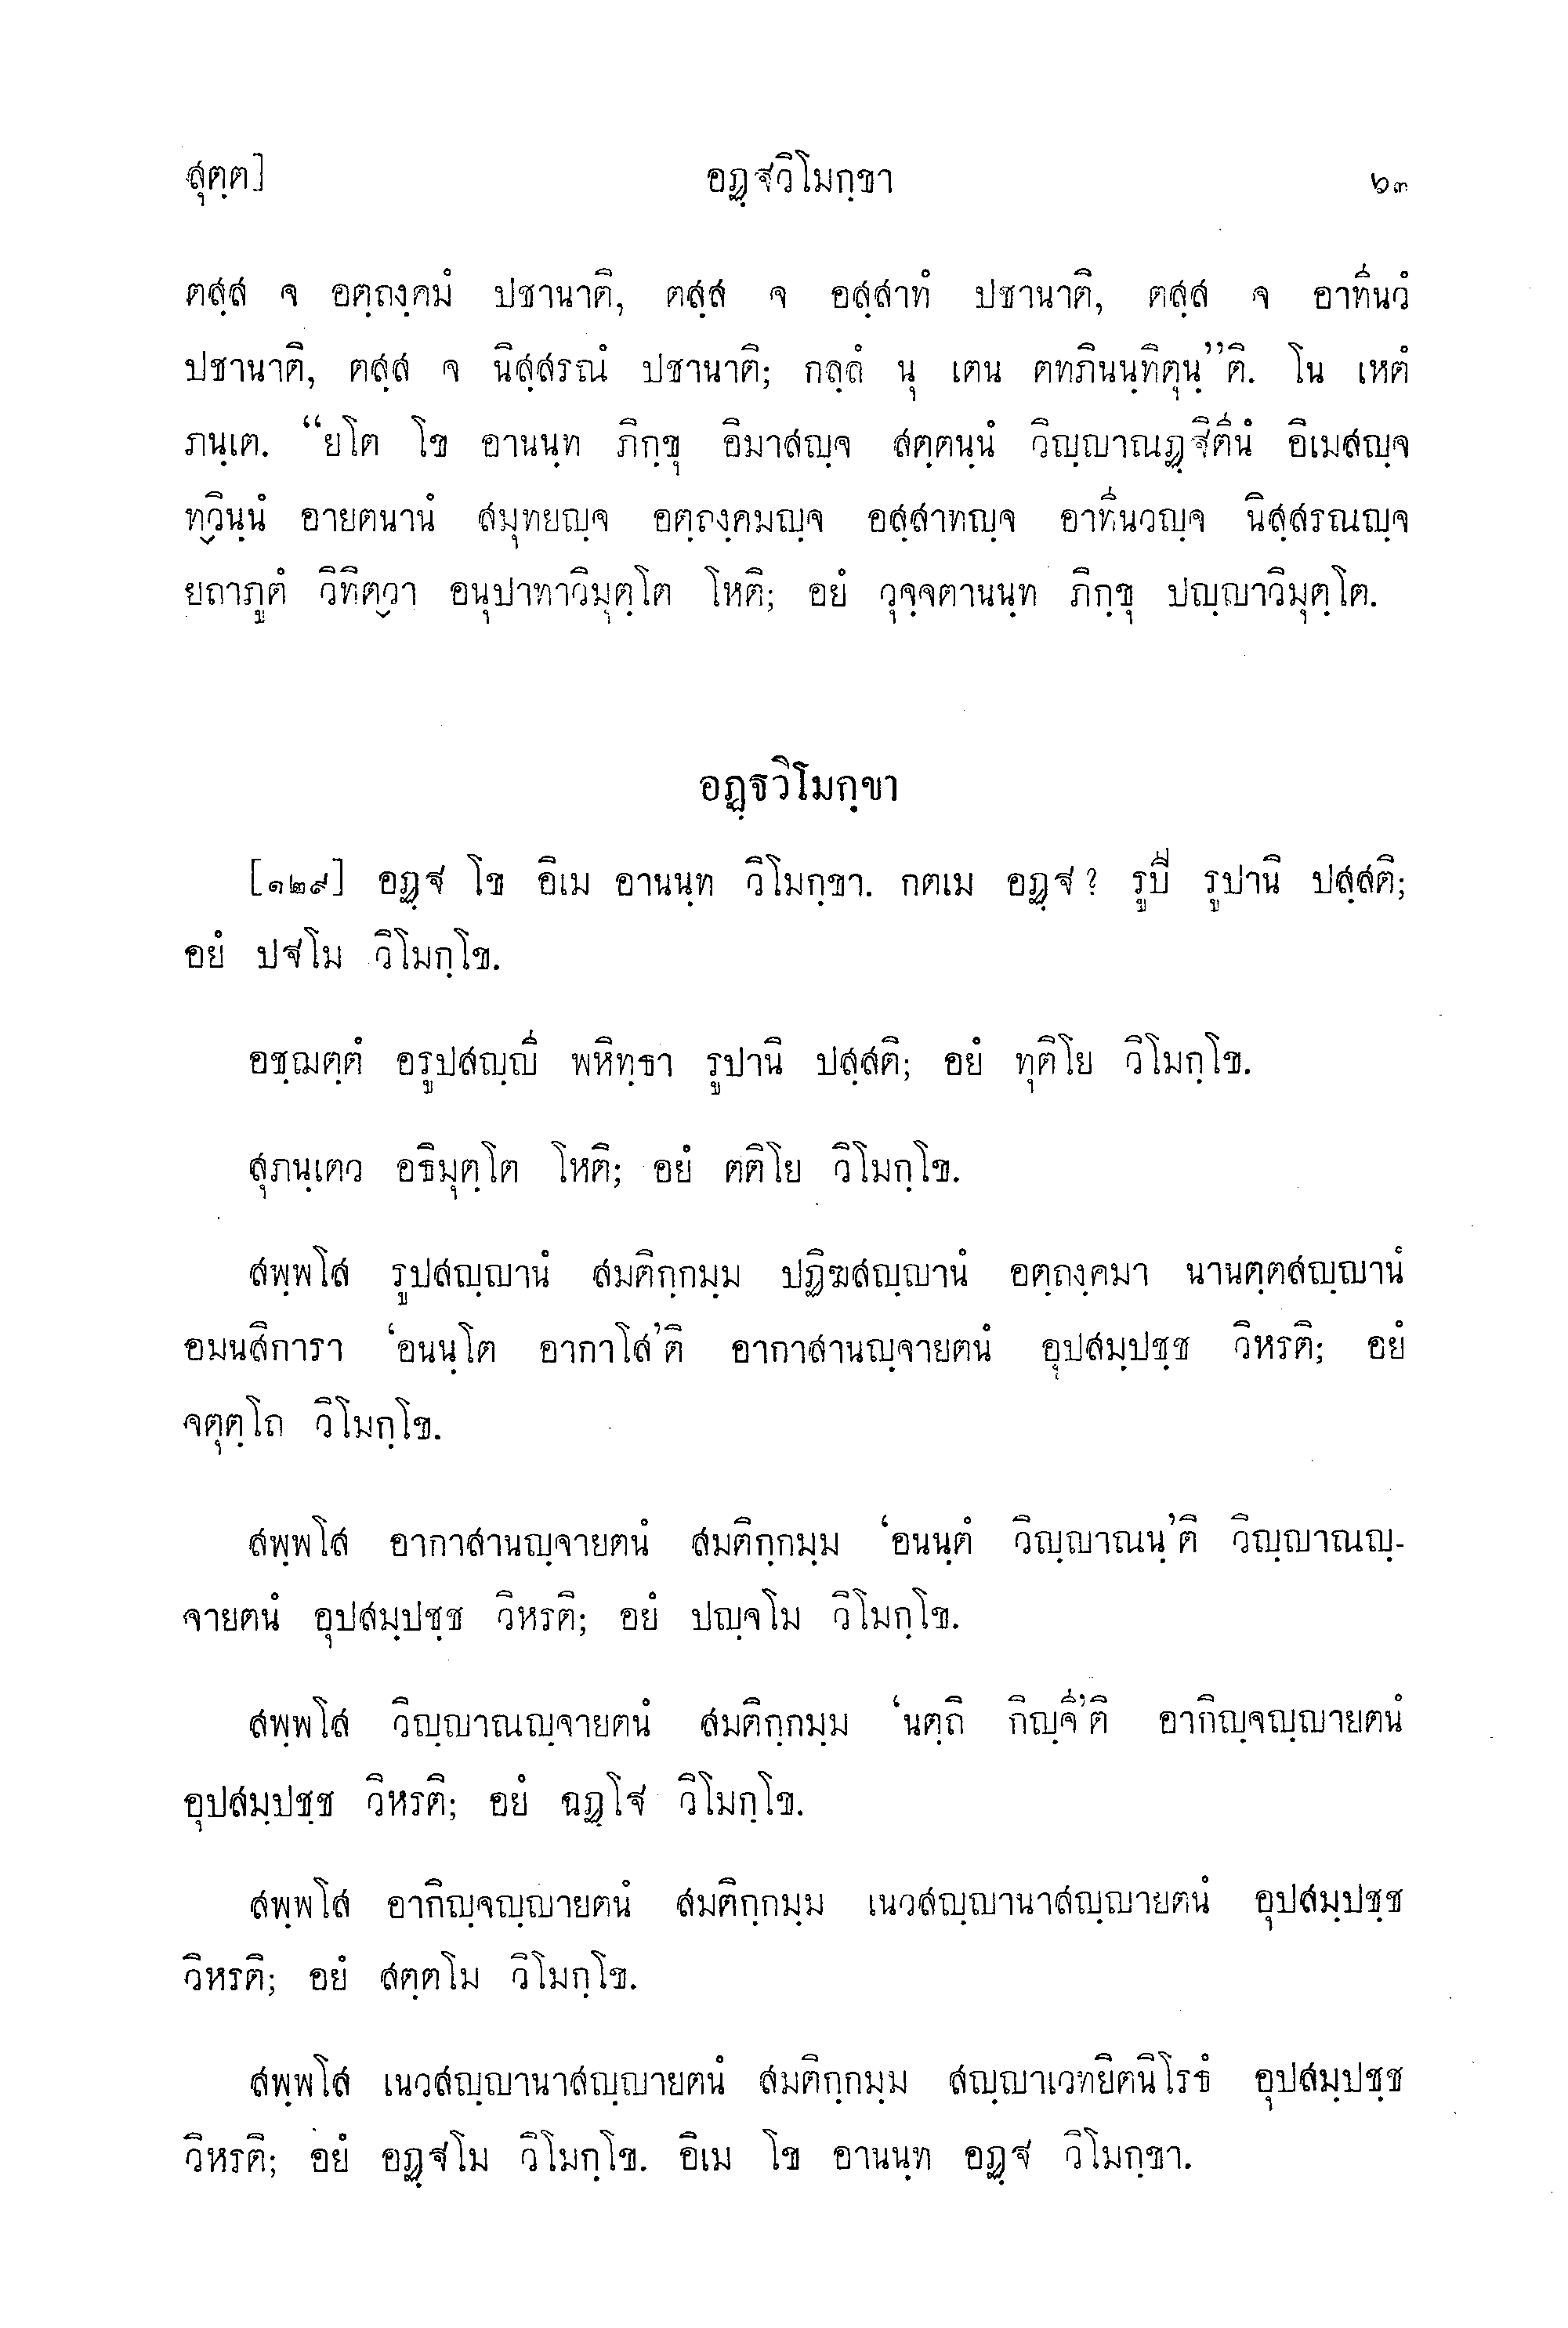 สุตฺต]
อฏฺฐวิโมกฺขา
๖๓
ตสฺส จ อตฺถงฺคมํ ปชานาติ, ตสฺส จ อสฺสาทํ ปชานาติ, ตสฺส จ อาทีนวํ
ปชานาติ, ตสฺส จ นิสฺสรณํ ปชานาติ; กลฺลํ นุ เตน ตทภินนฺทิตุนฺ”ติ. โน เหตํ
ภนฺเต. “ยโต โข อานนฺท ภิกฺขุ อิมาสญฺจ สตฺตนฺนํ วิญฺญาณฏฺฐิตีนํ อิเมสญฺจ
ทฺวินฺนํ อายตนานํ สมุทยญฺจ อตฺถงฺคมญฺจ อสฺสาทญฺจ อาทีนวญฺจ นิสฺสรณญฺจ
ยถาภูตํ วิทิตฺวา อนุปาทาวิมุตฺโต โหติ; อยํ วุจฺจตานนฺท ภิกฺขุ ปญฺญาวิมุตฺโต.
อฏฺฐวิโมกฺขา
[๑๒๙] อฏฺฐ โข อิเม อานนฺท วิโมกฺขา. กตเม อฏฺฐ? รูปี รูปานิ ปสฺสติ;
อยํ ปฐโม วิโมกฺโข.
อชฺฌตฺตํ อรูปสญฺญี พหิทฺธา รูปานิ ปสฺสติ; อยํ ทุติโย วิโมกฺโข.
สุภนฺเตว อธิมุตฺโต โหติ; อยํ ตติโย วิโมกฺโข.
สพฺพโส รูปสญฺญานํ สมติกฺกมฺม ปฏิฆสญฺญานํ อตฺถงฺคมา นานตฺตสญฺญานํ
อมนสิการา ‘อนนฺโต อากาโส’ติ อากาสานญฺจายตนํ อุปสมฺปชฺช วิหรติ; อยํ
จตุตฺโถ วิโมกฺโข.
สพฺพโส อากาสานญฺจายตนํ สมติกฺกมฺม ‘อนนฺตํ วิญฺญาณนฺ’ติ วิญฺญาณญฺ-
จายตนํ อุปสมฺปชฺช วิหรติ; อยํ ปญฺจโม วิโมกฺโข.
สพฺพโส วิญฺญาณญฺจายตนํ สมติกฺกมฺม ‘นตฺถิ กิญฺจี’ติ อากิญฺจญฺญายตนํ
อุปสมฺปชฺช วิหรติ; อยํ ฉฏฺโฐ วิโมกฺโข.
สพฺพโส อากิญฺจญฺญายตนํ สมติกฺกมฺม เนวสญฺญานาสญฺญายตนํ อุปสมฺปชฺช
วิหรติ; อยํ สตฺตโม วิโมกฺโข.
สพฺพโส เนวสญฺญานาสญฺญายตนํ สมติกฺกมฺม สญฺญาเวทยิตนิโรธํ อุปสมฺปชฺช
วิหรติ; อยํ อฏฺฐโม วิโมกฺโข. อิเม โข อานนฺท อฏฺฐ วิโมกฺขา.